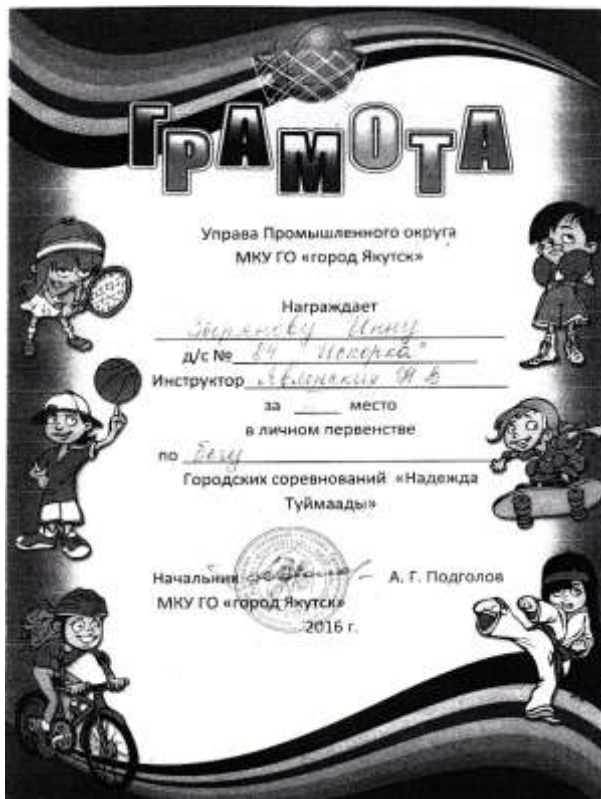 ГРАМОТА
Управа Промышленного округа
МКУ ГО «город Якутск»
Награждает
Инну
д/с № 84 "Искорка"
Инструктор Явленский
за место
в личном первенстве
по бегу
Городских соревнований «Надежда
Туймаады»
Начальник А. Г. Подголов
МКУ ГО «город Якутск»
2016 г.